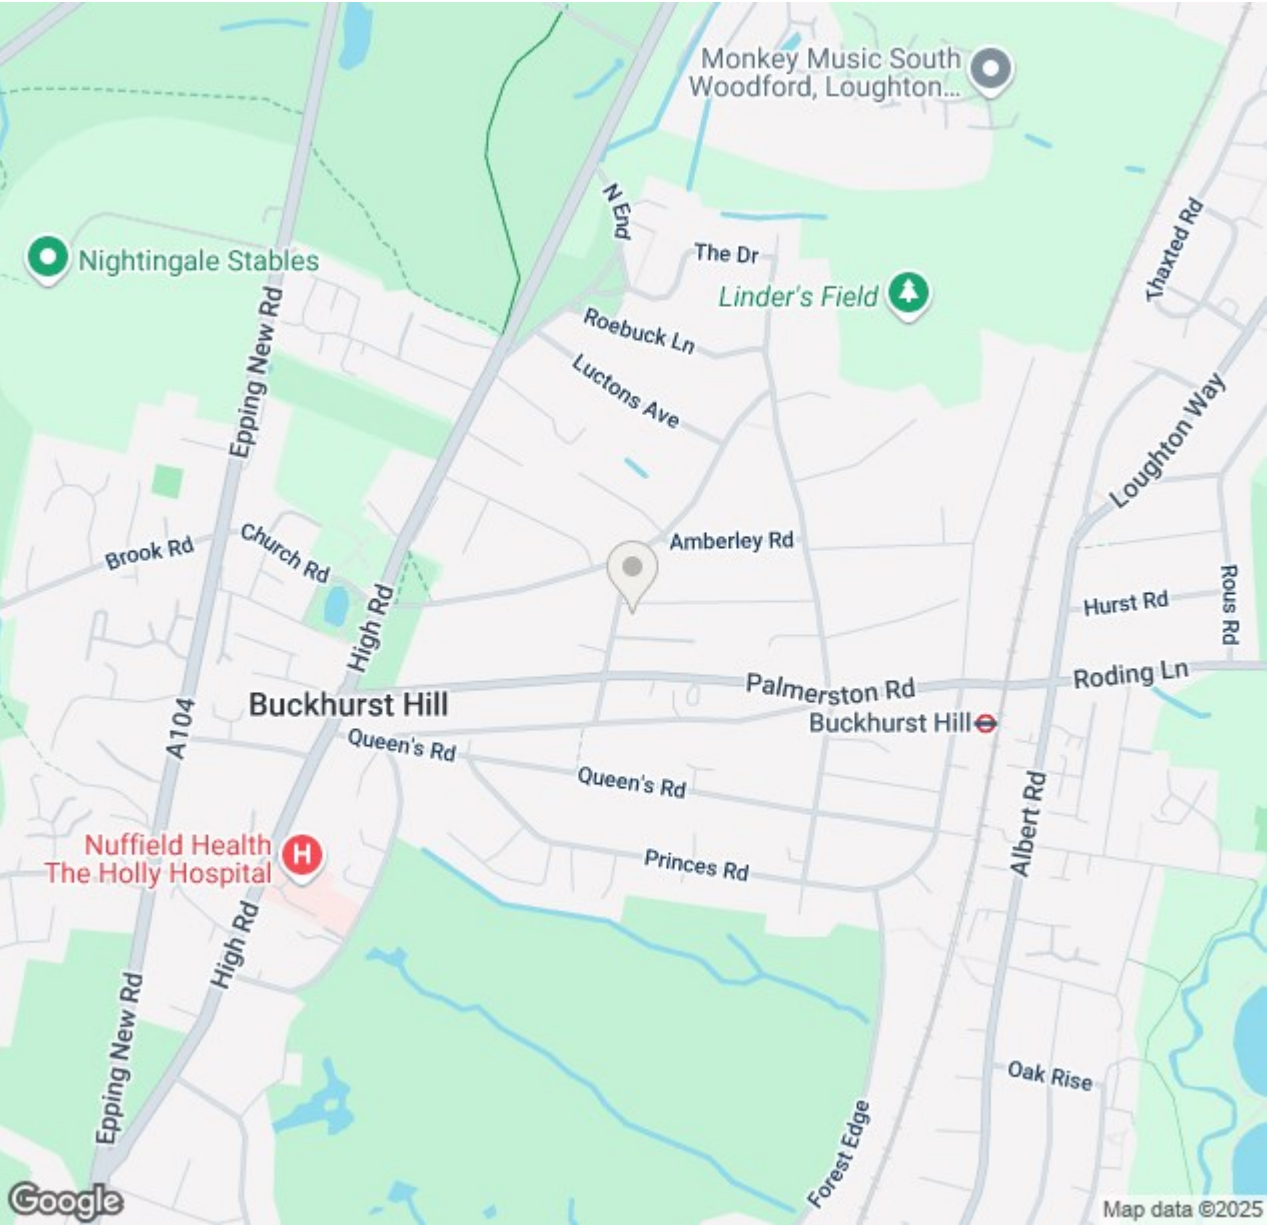 Monkey Music South
Woodford, Loughton...
N End
Thaxted Rd
The Dr
Nightingale Stables
Linder's Field
Roebuck Ln
Epping New Rd
Luctons Ave
Loughton Way
Brook Rd
Church Rd
Amberley Rd
High Rd
Hurst Rd
Rous Rd
Roding Ln
Palmerston Rd
Buckhurst Hill
Buckhurst Hill
A104
Queen's Rd
Queen's Rd
Albert Rd
Nuffield Health
The Holly Hospital
H
Princes Rd
High Rd
Epping New Rd
Oak Rise
Forest Edge
Google
Map data ©2025